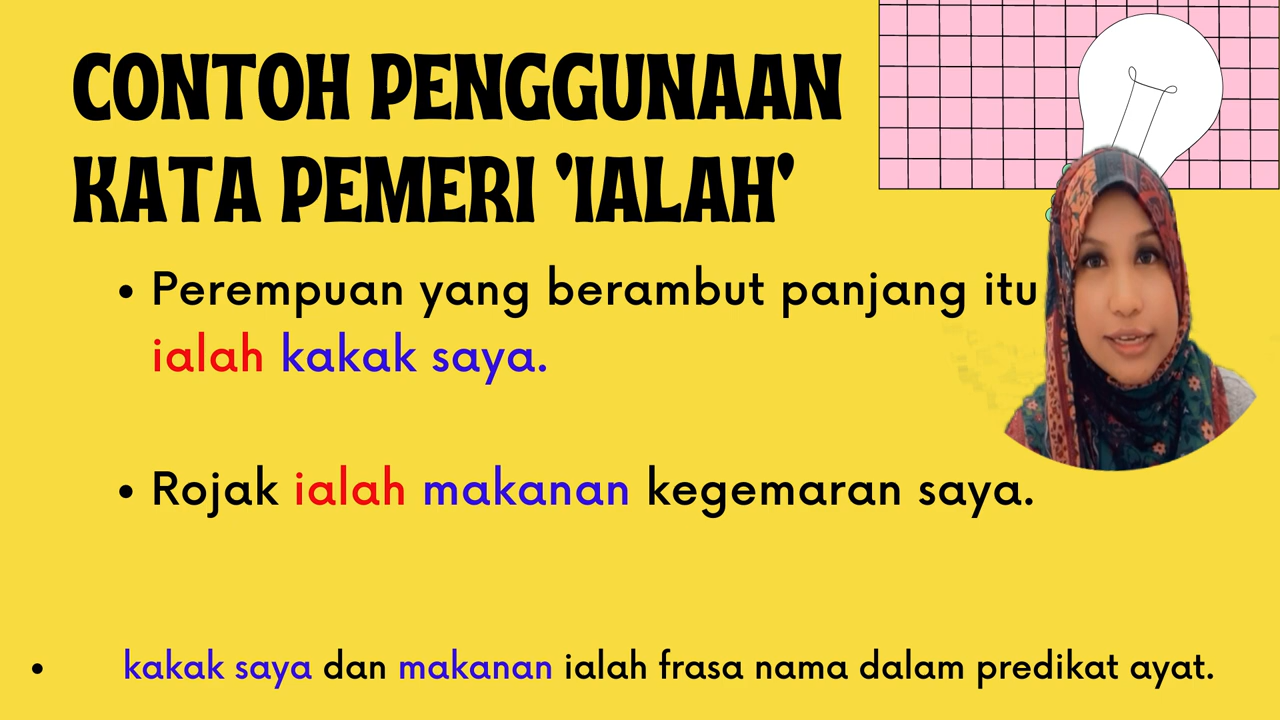 CONTOH PENGGUNAAN
KATA PEMERI 'IALAH'
• Perempuan yang berambut panjang itu
ialah kakak saya.
• Rojak ialah makanan kegemaran saya.
• kakak saya dan makanan ialah frasa nama dalam predikat ayat.